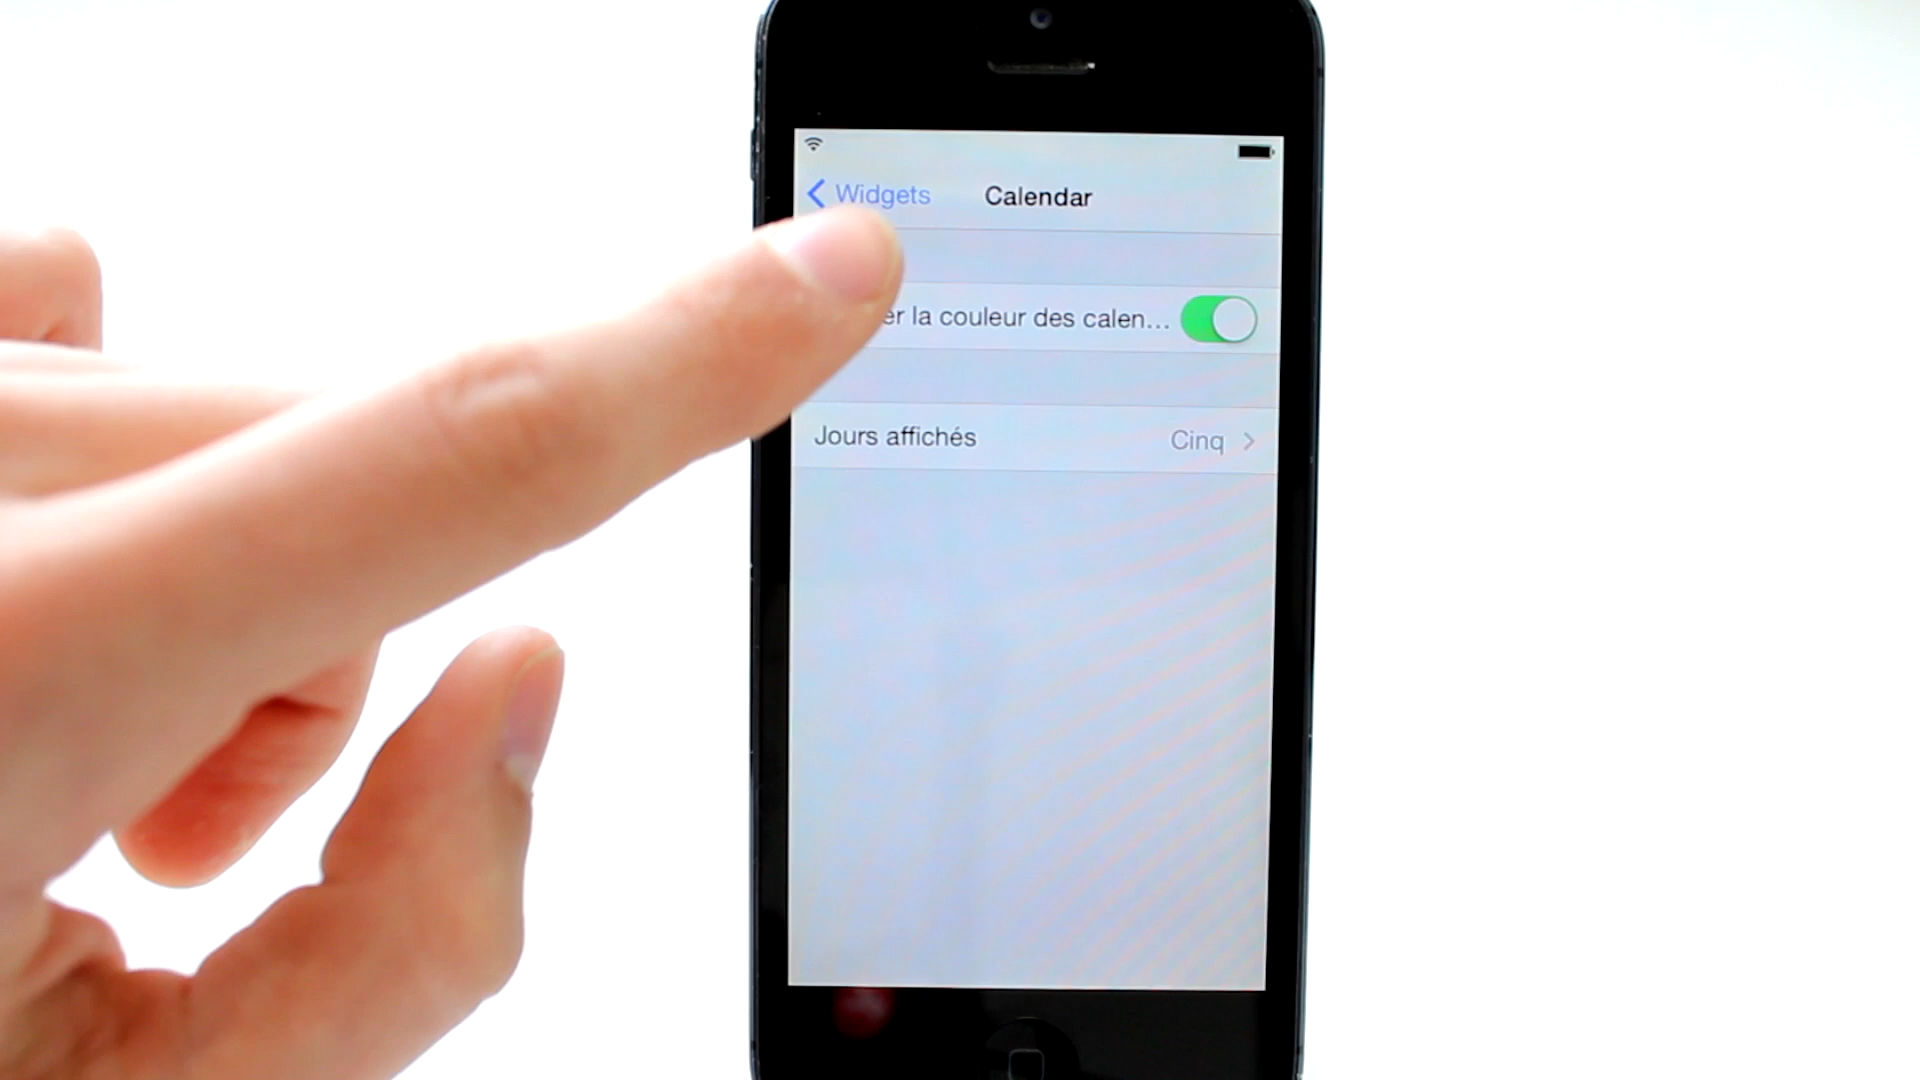 Widgets
Calendar
er la couleur des calen...
Jours affichés
Cinq